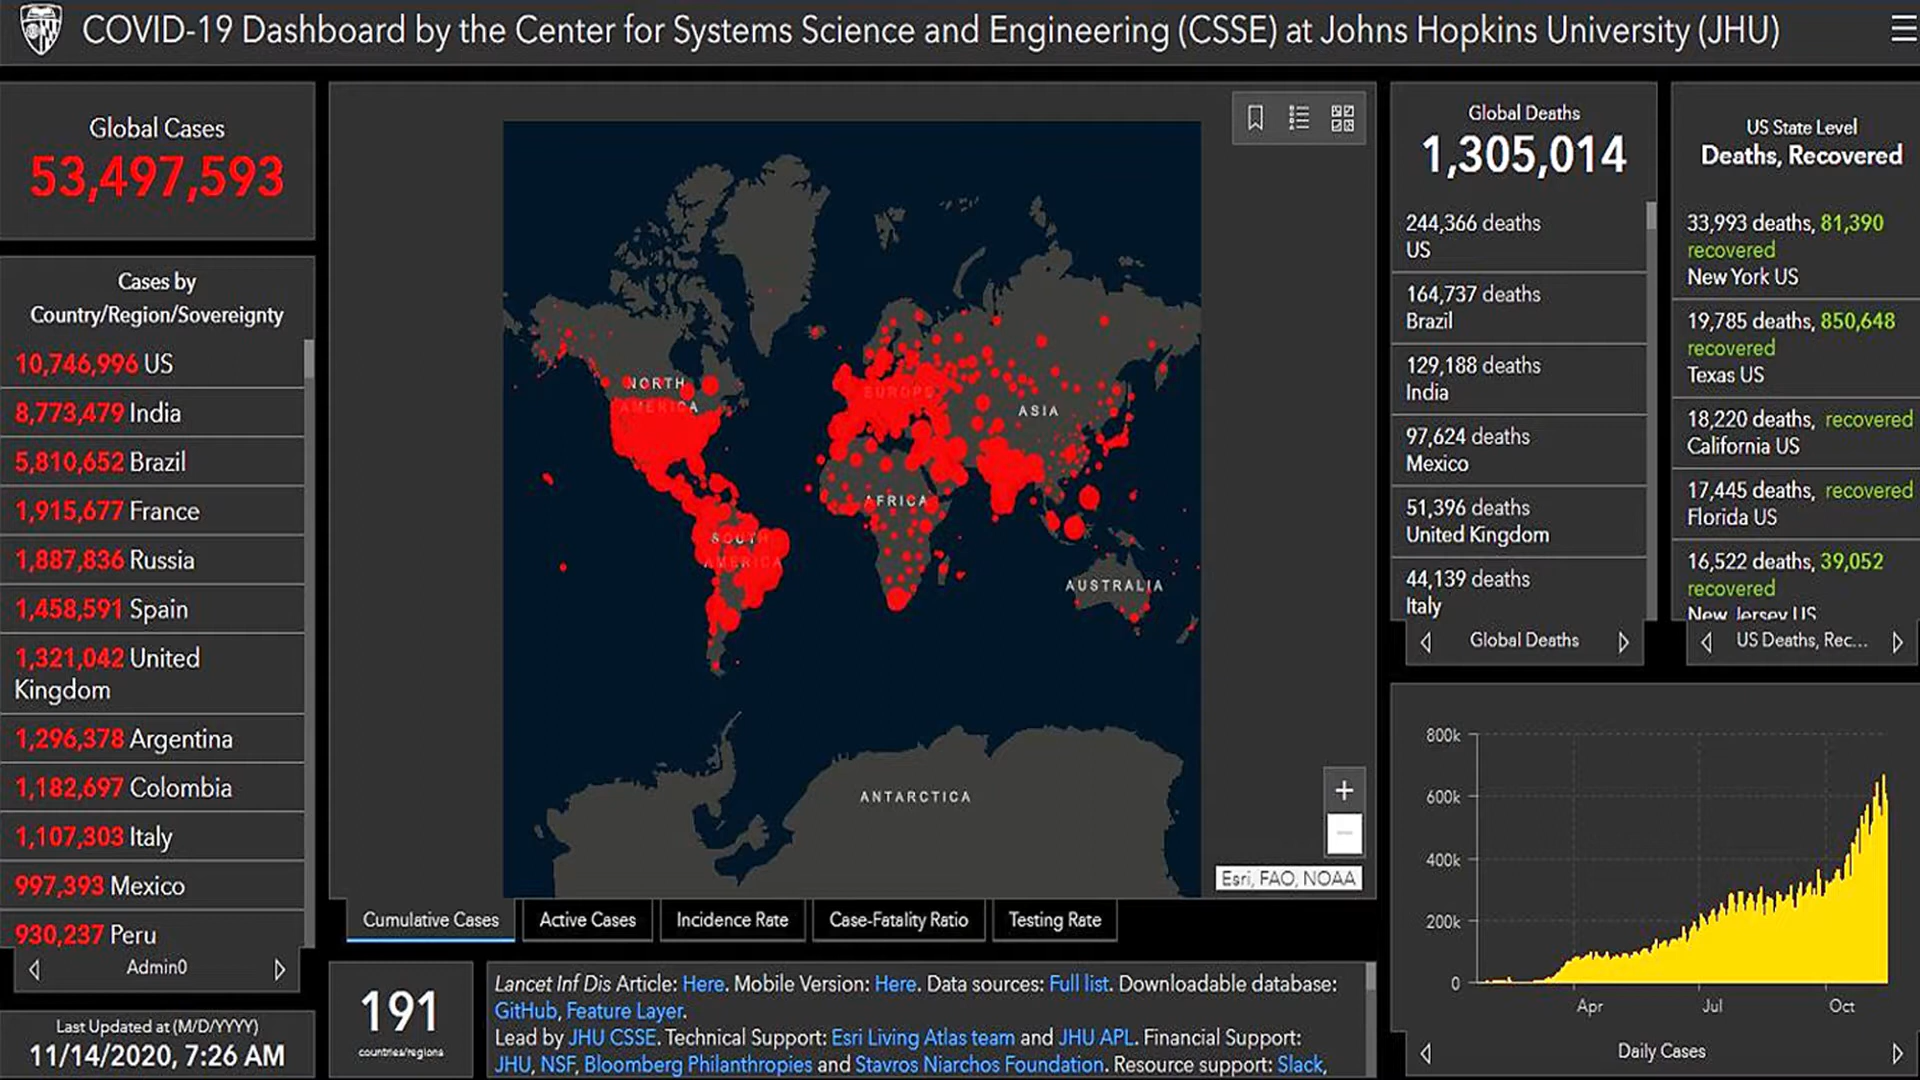 COVID-19 Dashboard by the Center for Systems Science and Engineering (CSSE) at Johns Hopkins University (JHU)
Global Cases
53,497,593
Cases by
Country/Region/Sovereignty
10,746,996 US
8,773,479 India
5,810,652 Brazil
1,915,677 France
1,887,836 Russia
1,458,591 Spain
1,321,042 United
Kingdom
1,296,378 Argentina
1,182,697 Colombia
1,107,303 Italy
997,393 Mexico
930,237 Peru
Admin0
Last Updated at (M/D/YYYY)
11/14/2020, 7:26 AM
NORTH
AMERICA
EUROPE
ASIA
AFRICA
SOUTH
AMERICA
AUSTRALIA
ANTARCTICA
+
Esri, FAO, NOAA
Cumulative Cases
Active Cases
Incidence Rate
Case-Fatality Ratio
Testing Rate
191
countries/regions
Lancet Inf Dis Article: Here. Mobile Version: Here. Data sources: Full list. Downloadable database:
GitHub, Feature Layer.
Lead by JHU CSSE. Technical Support: Esri Living Atlas team and JHU APL. Financial Support:
JHU, NSF, Bloomberg Philanthropies and Stavros Niarchos Foundation. Resource support: Slack,
Global Deaths
1,305,014
244,366 deaths
US
164,737 deaths
Brazil
129,188 deaths
India
97,624 deaths
Mexico
51,396 deaths
United Kingdom
44,139 deaths
Italy
Global Deaths
US State Level
Deaths, Recovered
33,993 deaths, 81,390
recovered
New York US
19,785 deaths, 850,648
recovered
Texas US
18,220 deaths, recovered
California US
17,445 deaths, recovered
Florida US
16,522 deaths, 39,052
recovered
New Jersey US
US Deaths, Rec...
800k
600k
400k
200k
0
Apr
Jul
Oct
Daily Cases